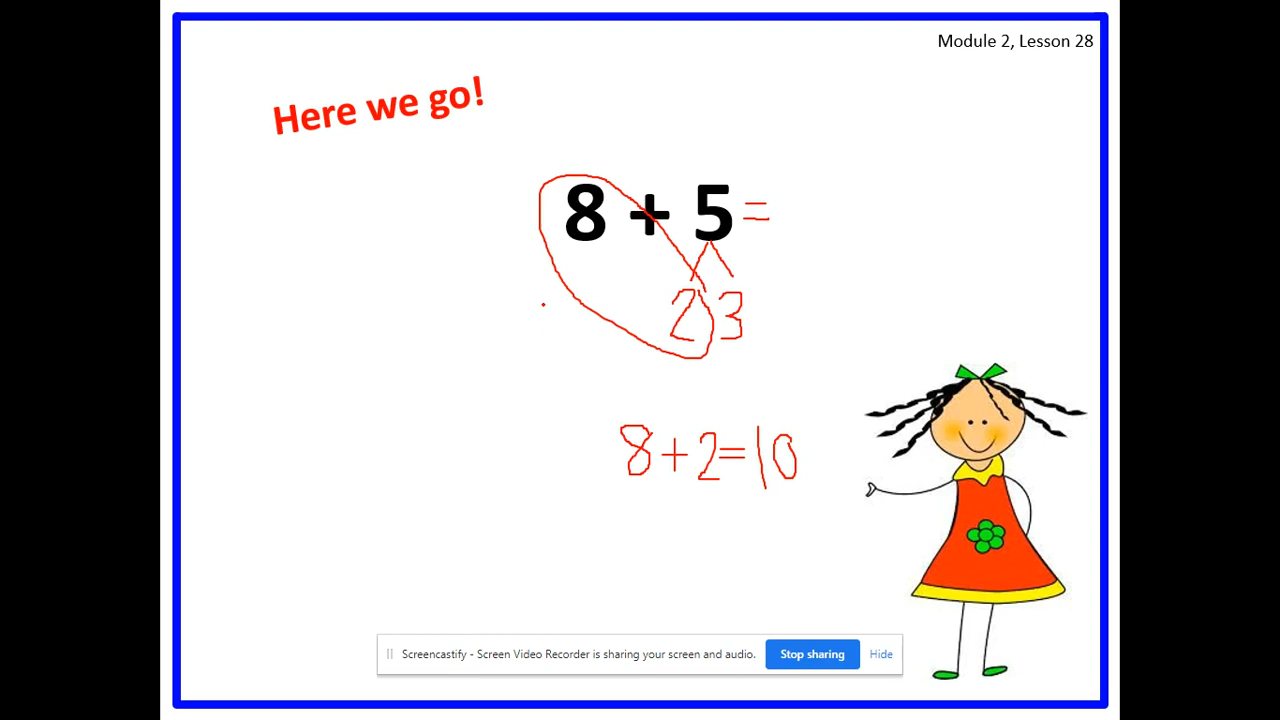 Module 2, Lesson 28
Here we go!
8 + 5 =
2 3
8+2=10
Screencastify - Screen Video Recorder is sharing your screen and audio. Stop sharing Hide